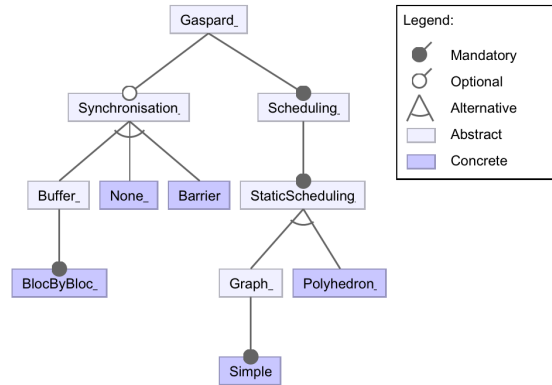 Gaspard_
Legend:
Mandatory
Optional
Alternative
Abstract
Concrete
Synchronisation_
Scheduling_
Buffer_
None_
Barrier
StaticScheduling_
BlocByBloc_
Graph_
Polyhedron_
Simple